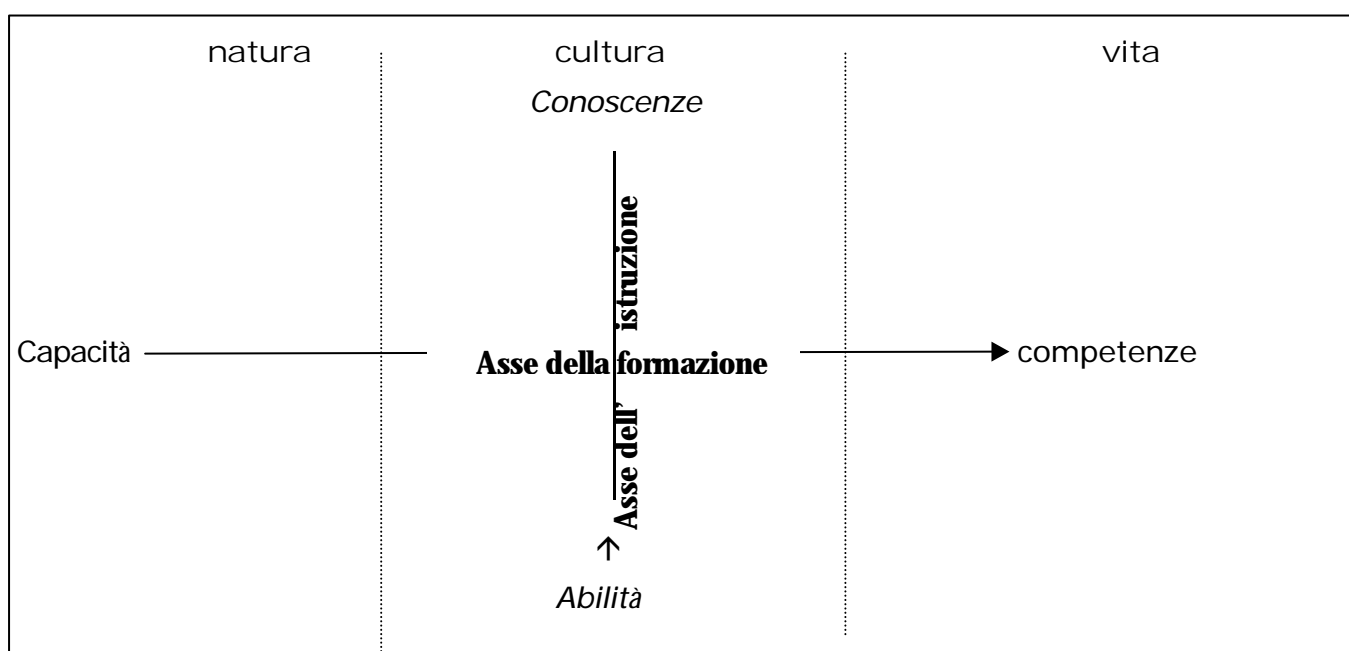 natura cultura vita
Conoscenze
Asse dell' istruzione
Capacità Asse della formazione competenze
Abilità